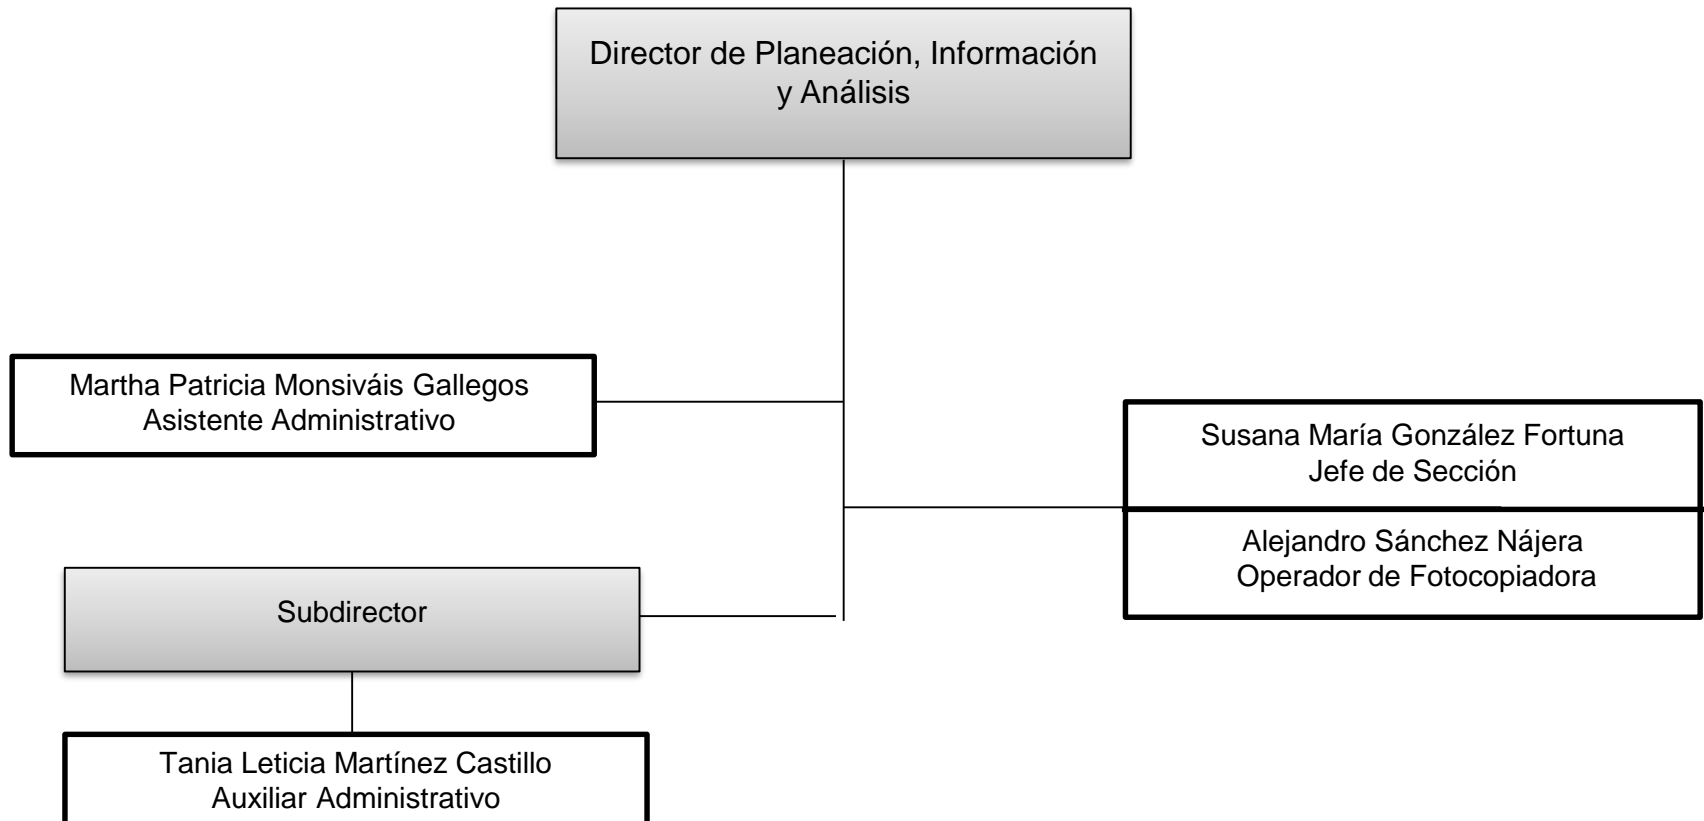 Director de Planeación, Información
y Análisis
Martha Patricia Monsiváis Gallegos
Asistente Administrativo
Susana María González Fortuna
Jefe de Sección
Alejandro Sánchez Nájera
Operador de Fotocopiadora
Subdirector
Tania Leticia Martínez Castillo
Auxiliar Administrativo